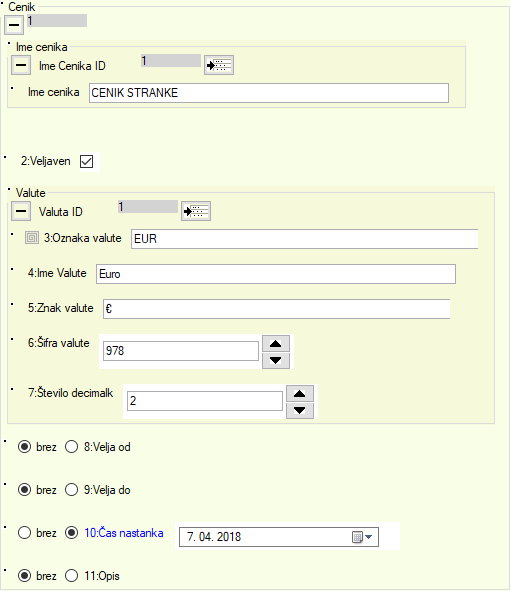 Cenik
1
Ime cenika
Ime Cenika ID 1
Ime cenika CENIK STRANKE
2:Veljaven
Valute
Valuta ID 1
3:Oznaka valute EUR
4:Ime Valute Euro
5:Znak valute €
6:Šifra valute 978
7:Število decimalk 2
brez 8:Velja od
brez 9:Velja do
brez 10:Čas nastanka 7. 04. 2018
brez 11:Opis